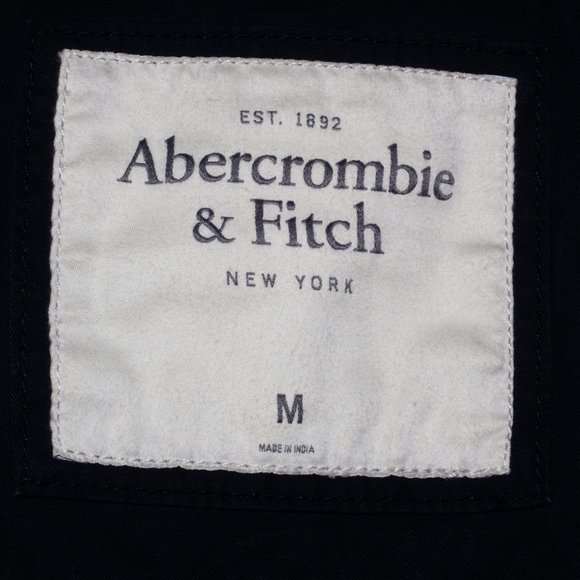 EST. 1892
Abercrombie
& Fitch
NEW YORK
M
MADE IN INDIA